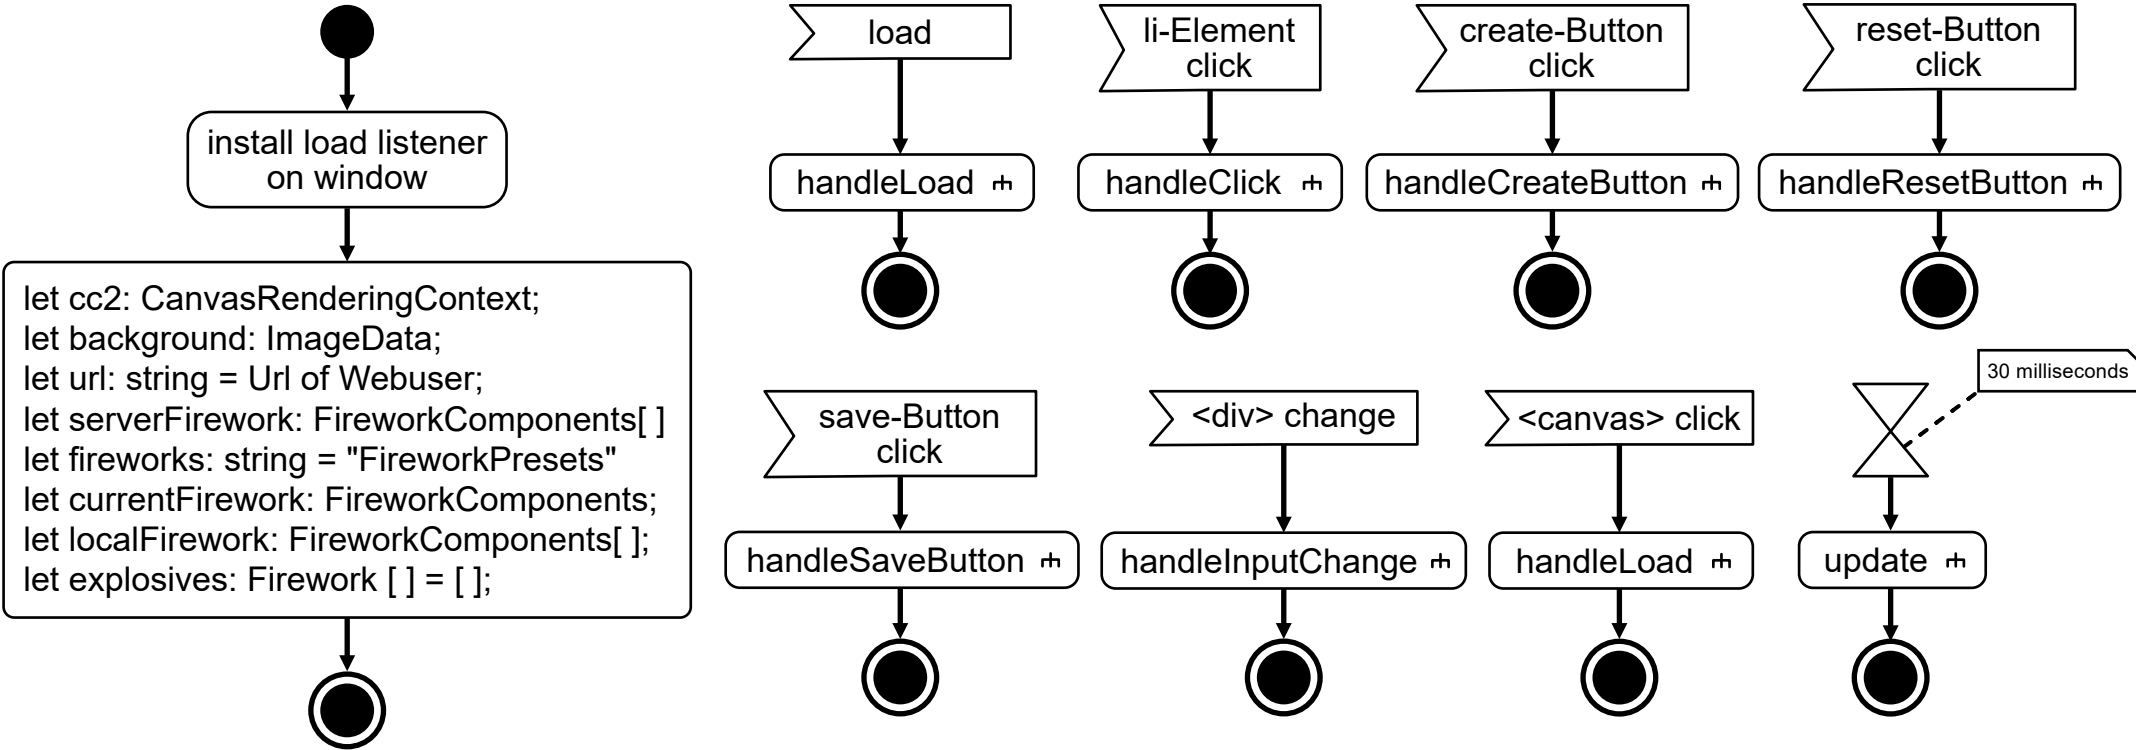 install load listener
on window
let cc2: CanvasRenderingContext;
let background: ImageData;
let url: string = Url of Webuser;
let serverFirework: FireworkComponents[ ]
let fireworks: string = "FireworkPresets"
let currentFirework: FireworkComponents;
let localFirework: FireworkComponents[ ];
let explosives: Firework [ ] = [ ];
load
handleLoad
li-Element
click
handleClick
create-Button
click
handleCreateButton
reset-Button
click
handleResetButton
save-Button
click
handleSaveButton
<div> change
handleInputChange
<canvas> click
handleLoad
30 milliseconds
update